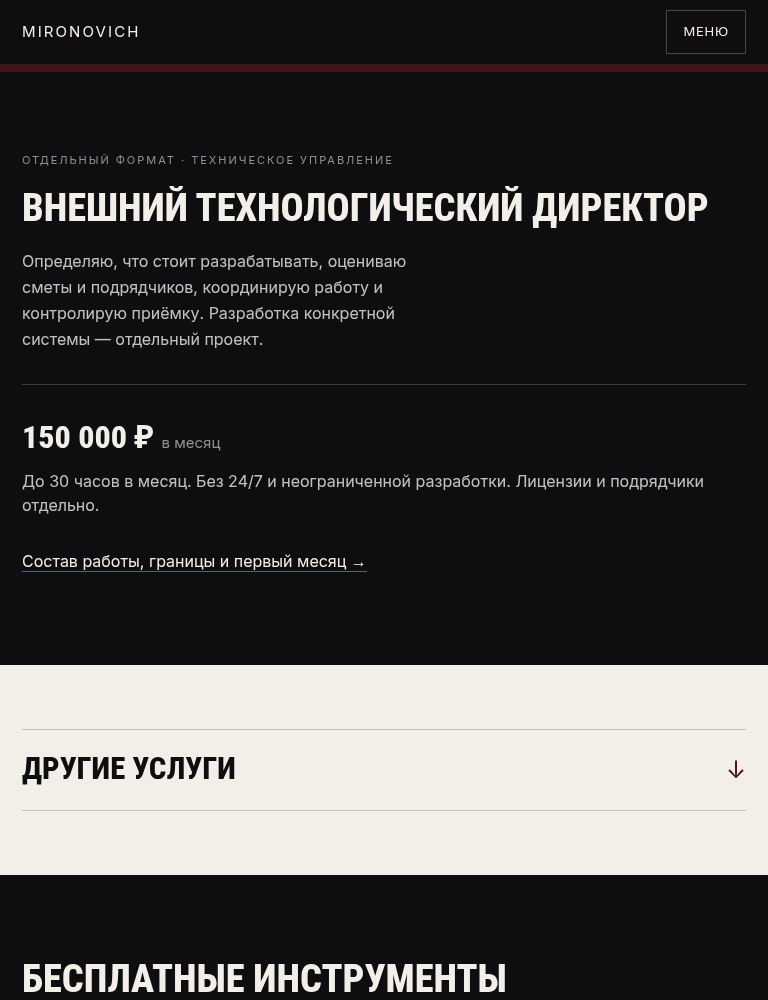 MIRONOVICH
МЕНЮ
ОТДЕЛЬНЫЙ ФОРМАТ · ТЕХНИЧЕСКОЕ УПРАВЛЕНИЕ
ВНЕШНИЙ ТЕХНОЛОГИЧЕСКИЙ ДИРЕКТОР
Определяю, что стоит разрабатывать, оцениваю
сметы и подрядчиков, координирую работу и
контролирую приёмку. Разработка конкретной
системы — отдельный проект.
150 000 ₽ в месяц
До 30 часов в месяц. Без 24/7 и неограниченной разработки. Лицензии и подрядчики
отдельно.
Состав работы, границы и первый месяц →
ДРУГИЕ УСЛУГИ
БЕСПЛАТНЫЕ ИНСТРУМЕНТЫ